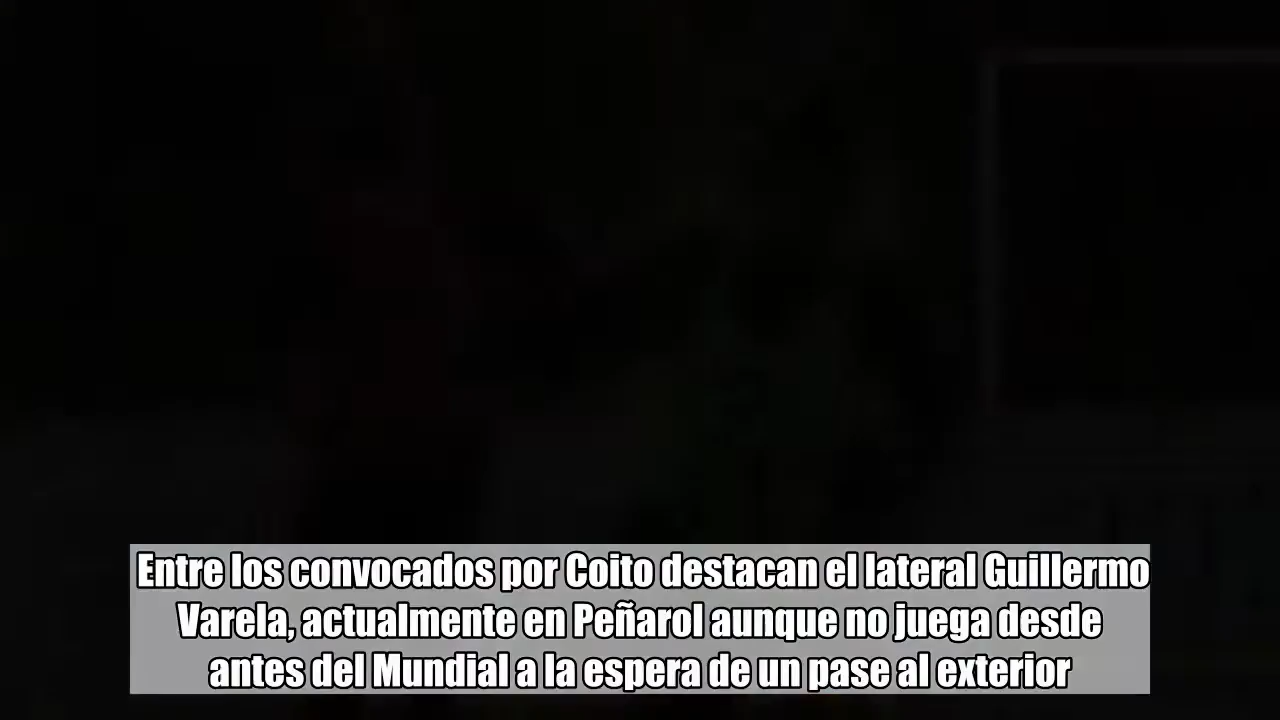 Entre los convocados por Coito destacan el lateral Guillermo
Varela, actualmente en Peñarol aunque no juega desde
antes del Mundial a la espera de un pase al exterior